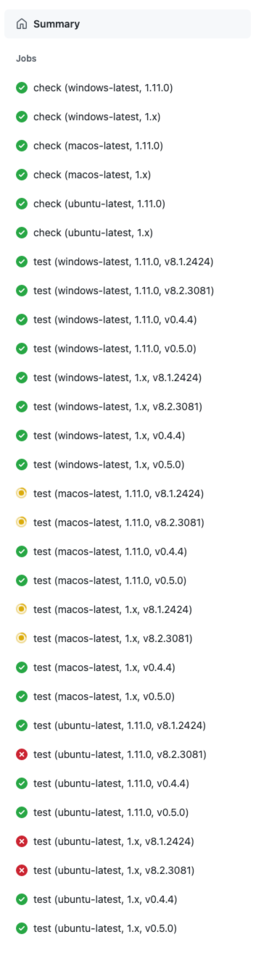 Summary
Jobs
check (windows-latest, 1.11.0)
check (windows-latest, 1.x)
check (macos-latest, 1.11.0)
check (macos-latest, 1.x)
check (ubuntu-latest, 1.11.0)
check (ubuntu-latest, 1.x)
test (windows-latest, 1.11.0, v8.1.2424)
test (windows-latest, 1.11.0, v8.2.3081)
test (windows-latest, 1.11.0, v0.4.4)
test (windows-latest, 1.11.0, v0.5.0)
test (windows-latest, 1.x, v8.1.2424)
test (windows-latest, 1.x, v8.2.3081)
test (windows-latest, 1.x, v0.4.4)
test (windows-latest, 1.x, v0.5.0)
test (macos-latest, 1.11.0, v8.1.2424)
test (macos-latest, 1.11.0, v8.2.3081)
test (macos-latest, 1.11.0, v0.4.4)
test (macos-latest, 1.11.0, v0.5.0)
test (macos-latest, 1.x, v8.1.2424)
test (macos-latest, 1.x, v8.2.3081)
test (macos-latest, 1.x, v0.4.4)
test (macos-latest, 1.x, v0.5.0)
test (ubuntu-latest, 1.11.0, v8.1.2424)
test (ubuntu-latest, 1.11.0, v8.2.3081)
test (ubuntu-latest, 1.11.0, v0.4.4)
test (ubuntu-latest, 1.11.0, v0.5.0)
test (ubuntu-latest, 1.x, v8.1.2424)
test (ubuntu-latest, 1.x, v8.2.3081)
test (ubuntu-latest, 1.x, v0.4.4)
test (ubuntu-latest, 1.x, v0.5.0)